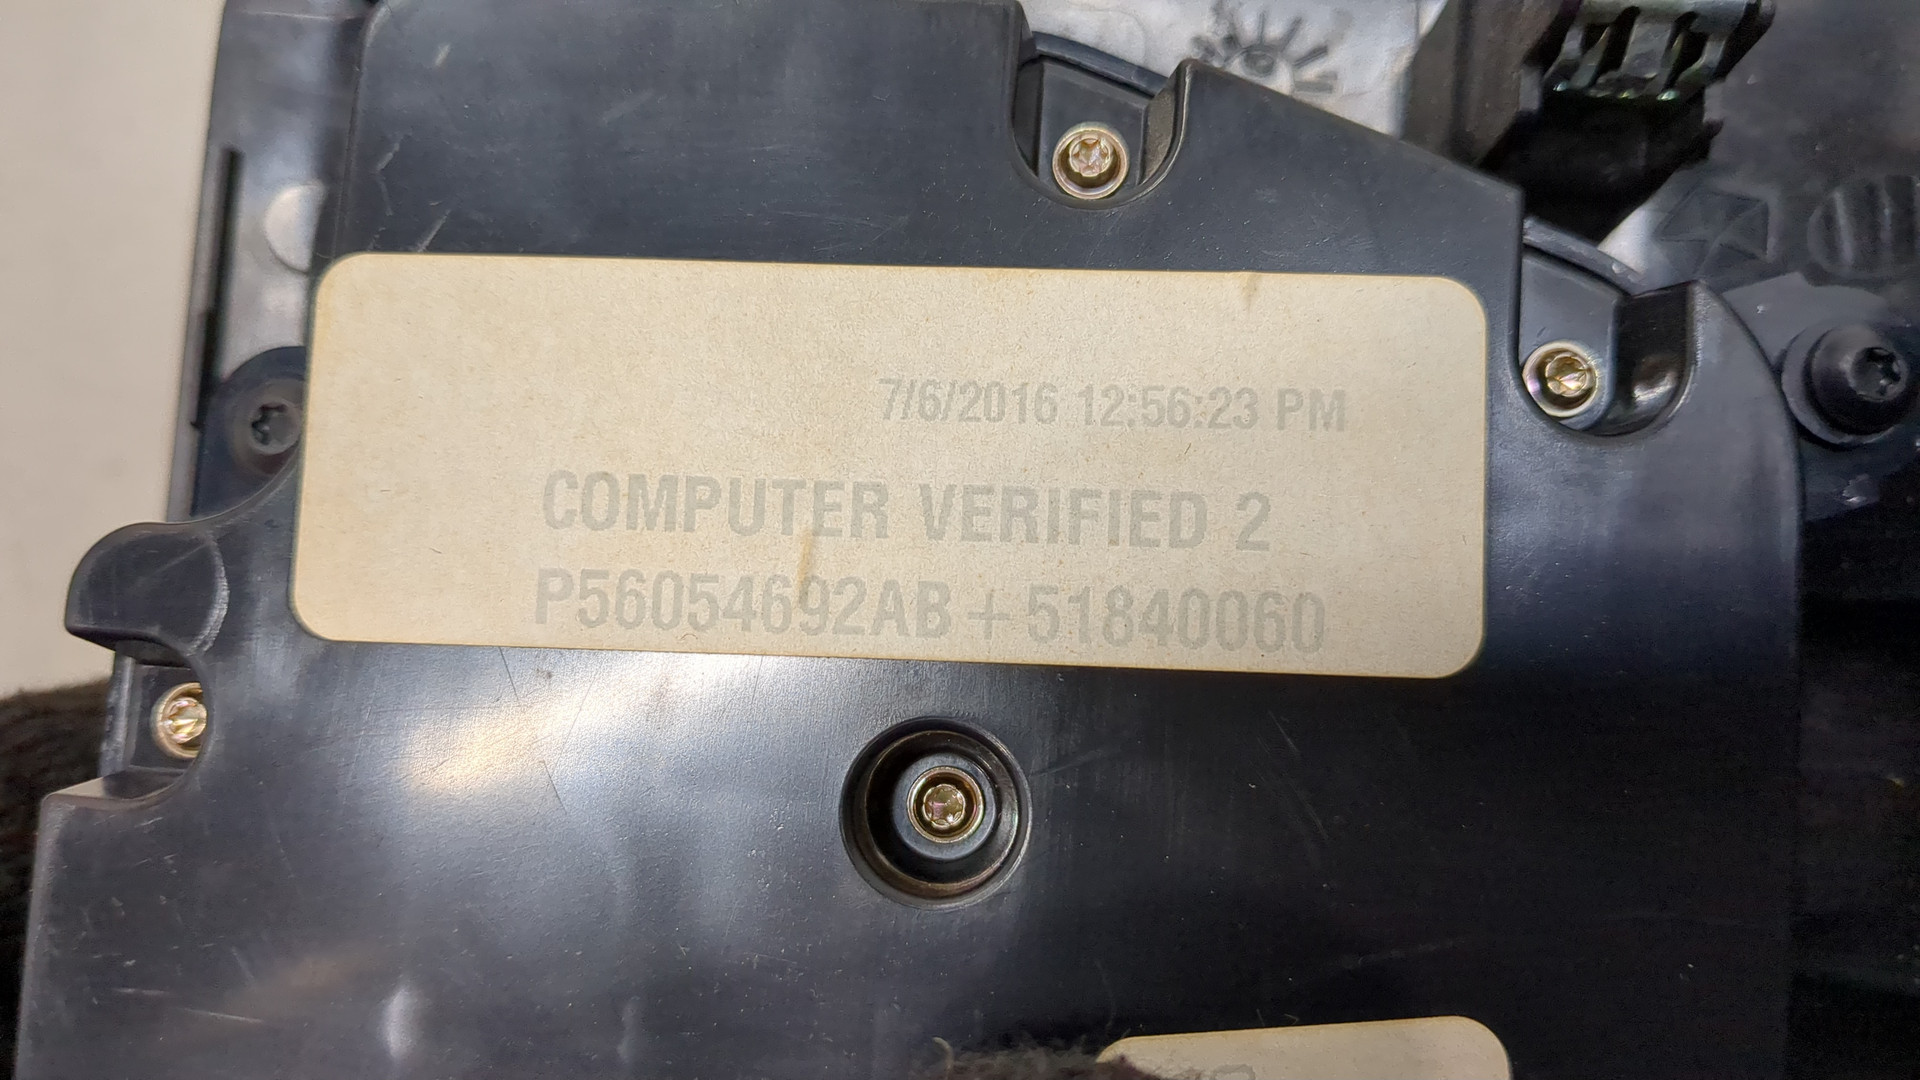 7/6/2016 12:56:23 PM
COMPUTER VERIFIED 2
P56054692AB+51840060